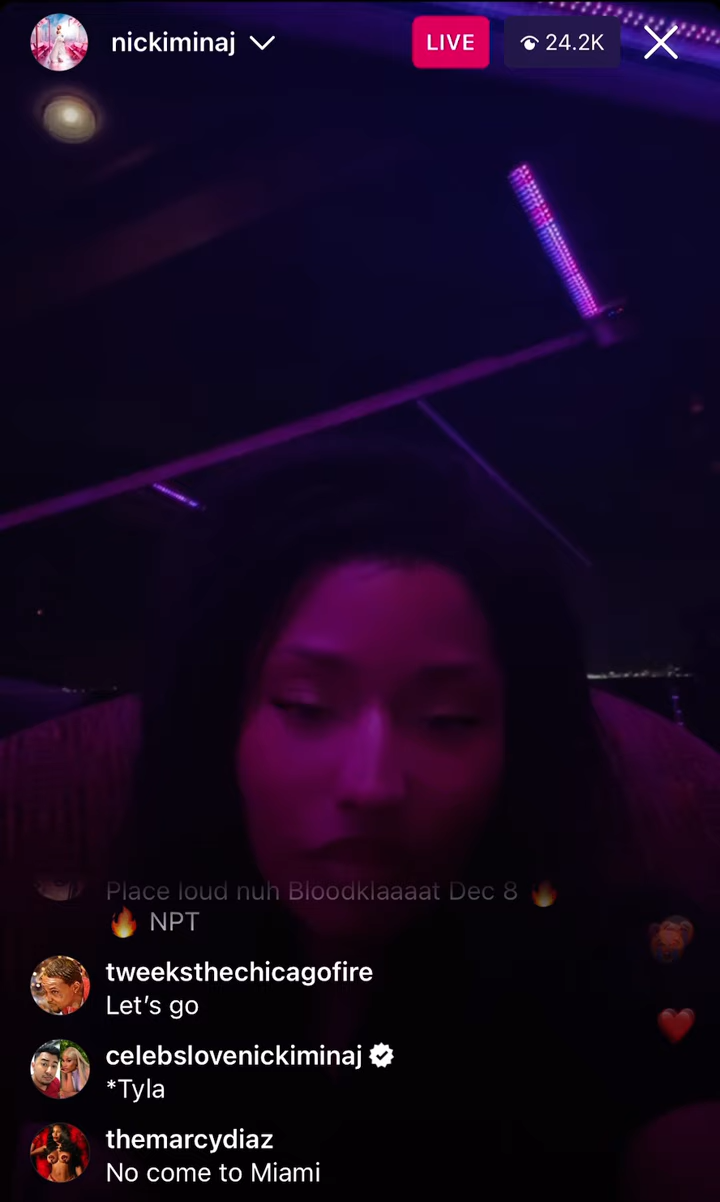 nickiminaj
LIVE
24.2K
Place loud nuh Bloodklaaaat Dec 8 🔥
🔥 NPT
tweeksthechicagofire
Let’s go
celebslovenickiminaj
*Tyla
themarcydiaz
No come to Miami